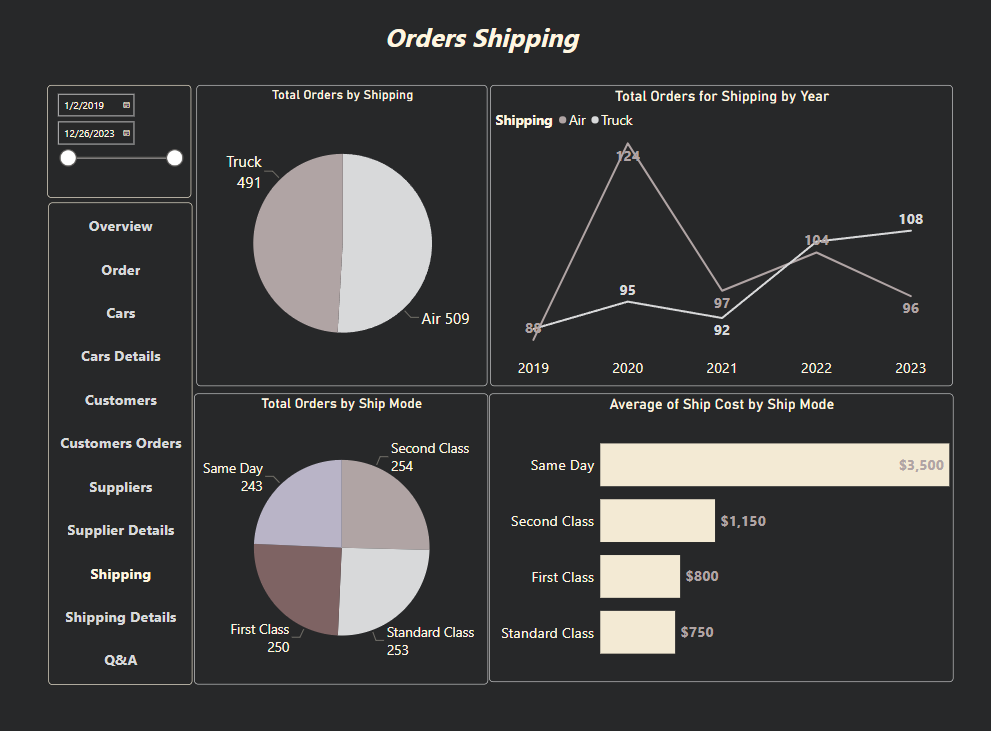 Orders Shipping
1/2/2019
12/26/2023
Overview
Order
Cars
Cars Details
Customers
Customers Orders
Suppliers
Supplier Details
Shipping
Shipping Details
Q&A
Total Orders by Shipping
Truck
491
Air 509
Total Orders for Shipping by Year
Shipping Air Truck
124
108
104
95
97
96
88
92
2019 2020 2021 2022 2023
Total Orders by Ship Mode
Second Class
254
Same Day
243
First Class
250
Standard Class
253
Average of Ship Cost by Ship Mode
Same Day $3,500
Second Class $1,150
First Class $800
Standard Class $750